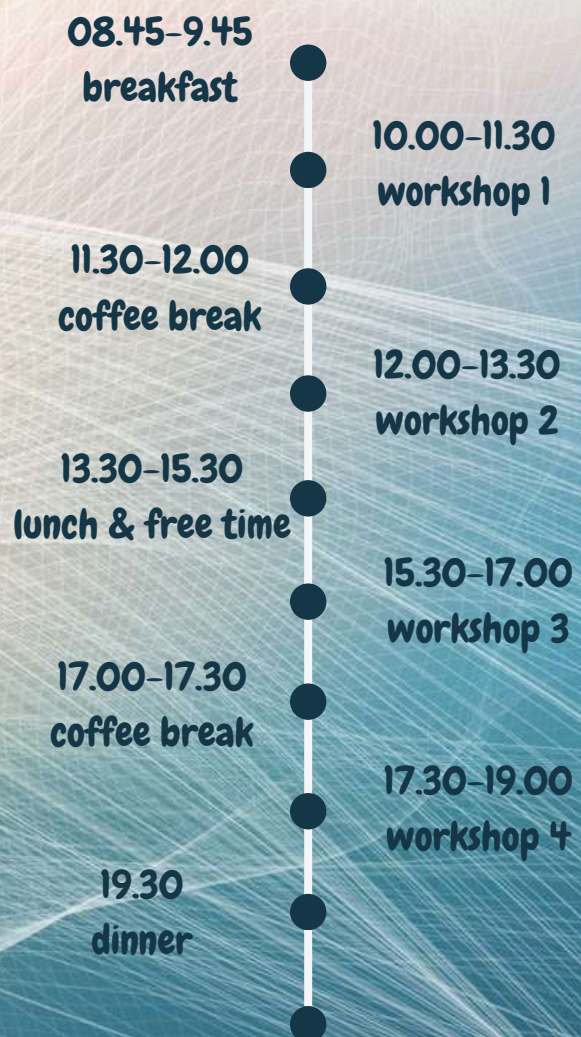 08.45-9.45
breakfast
10.00-11.30
workshop 1
11.30-12.00
coffee break
12.00-13.30
workshop 2
13.30-15.30
lunch & free time
15.30-17.00
workshop 3
17.00-17.30
coffee break
17.30-19.00
workshop 4
19.30
dinner